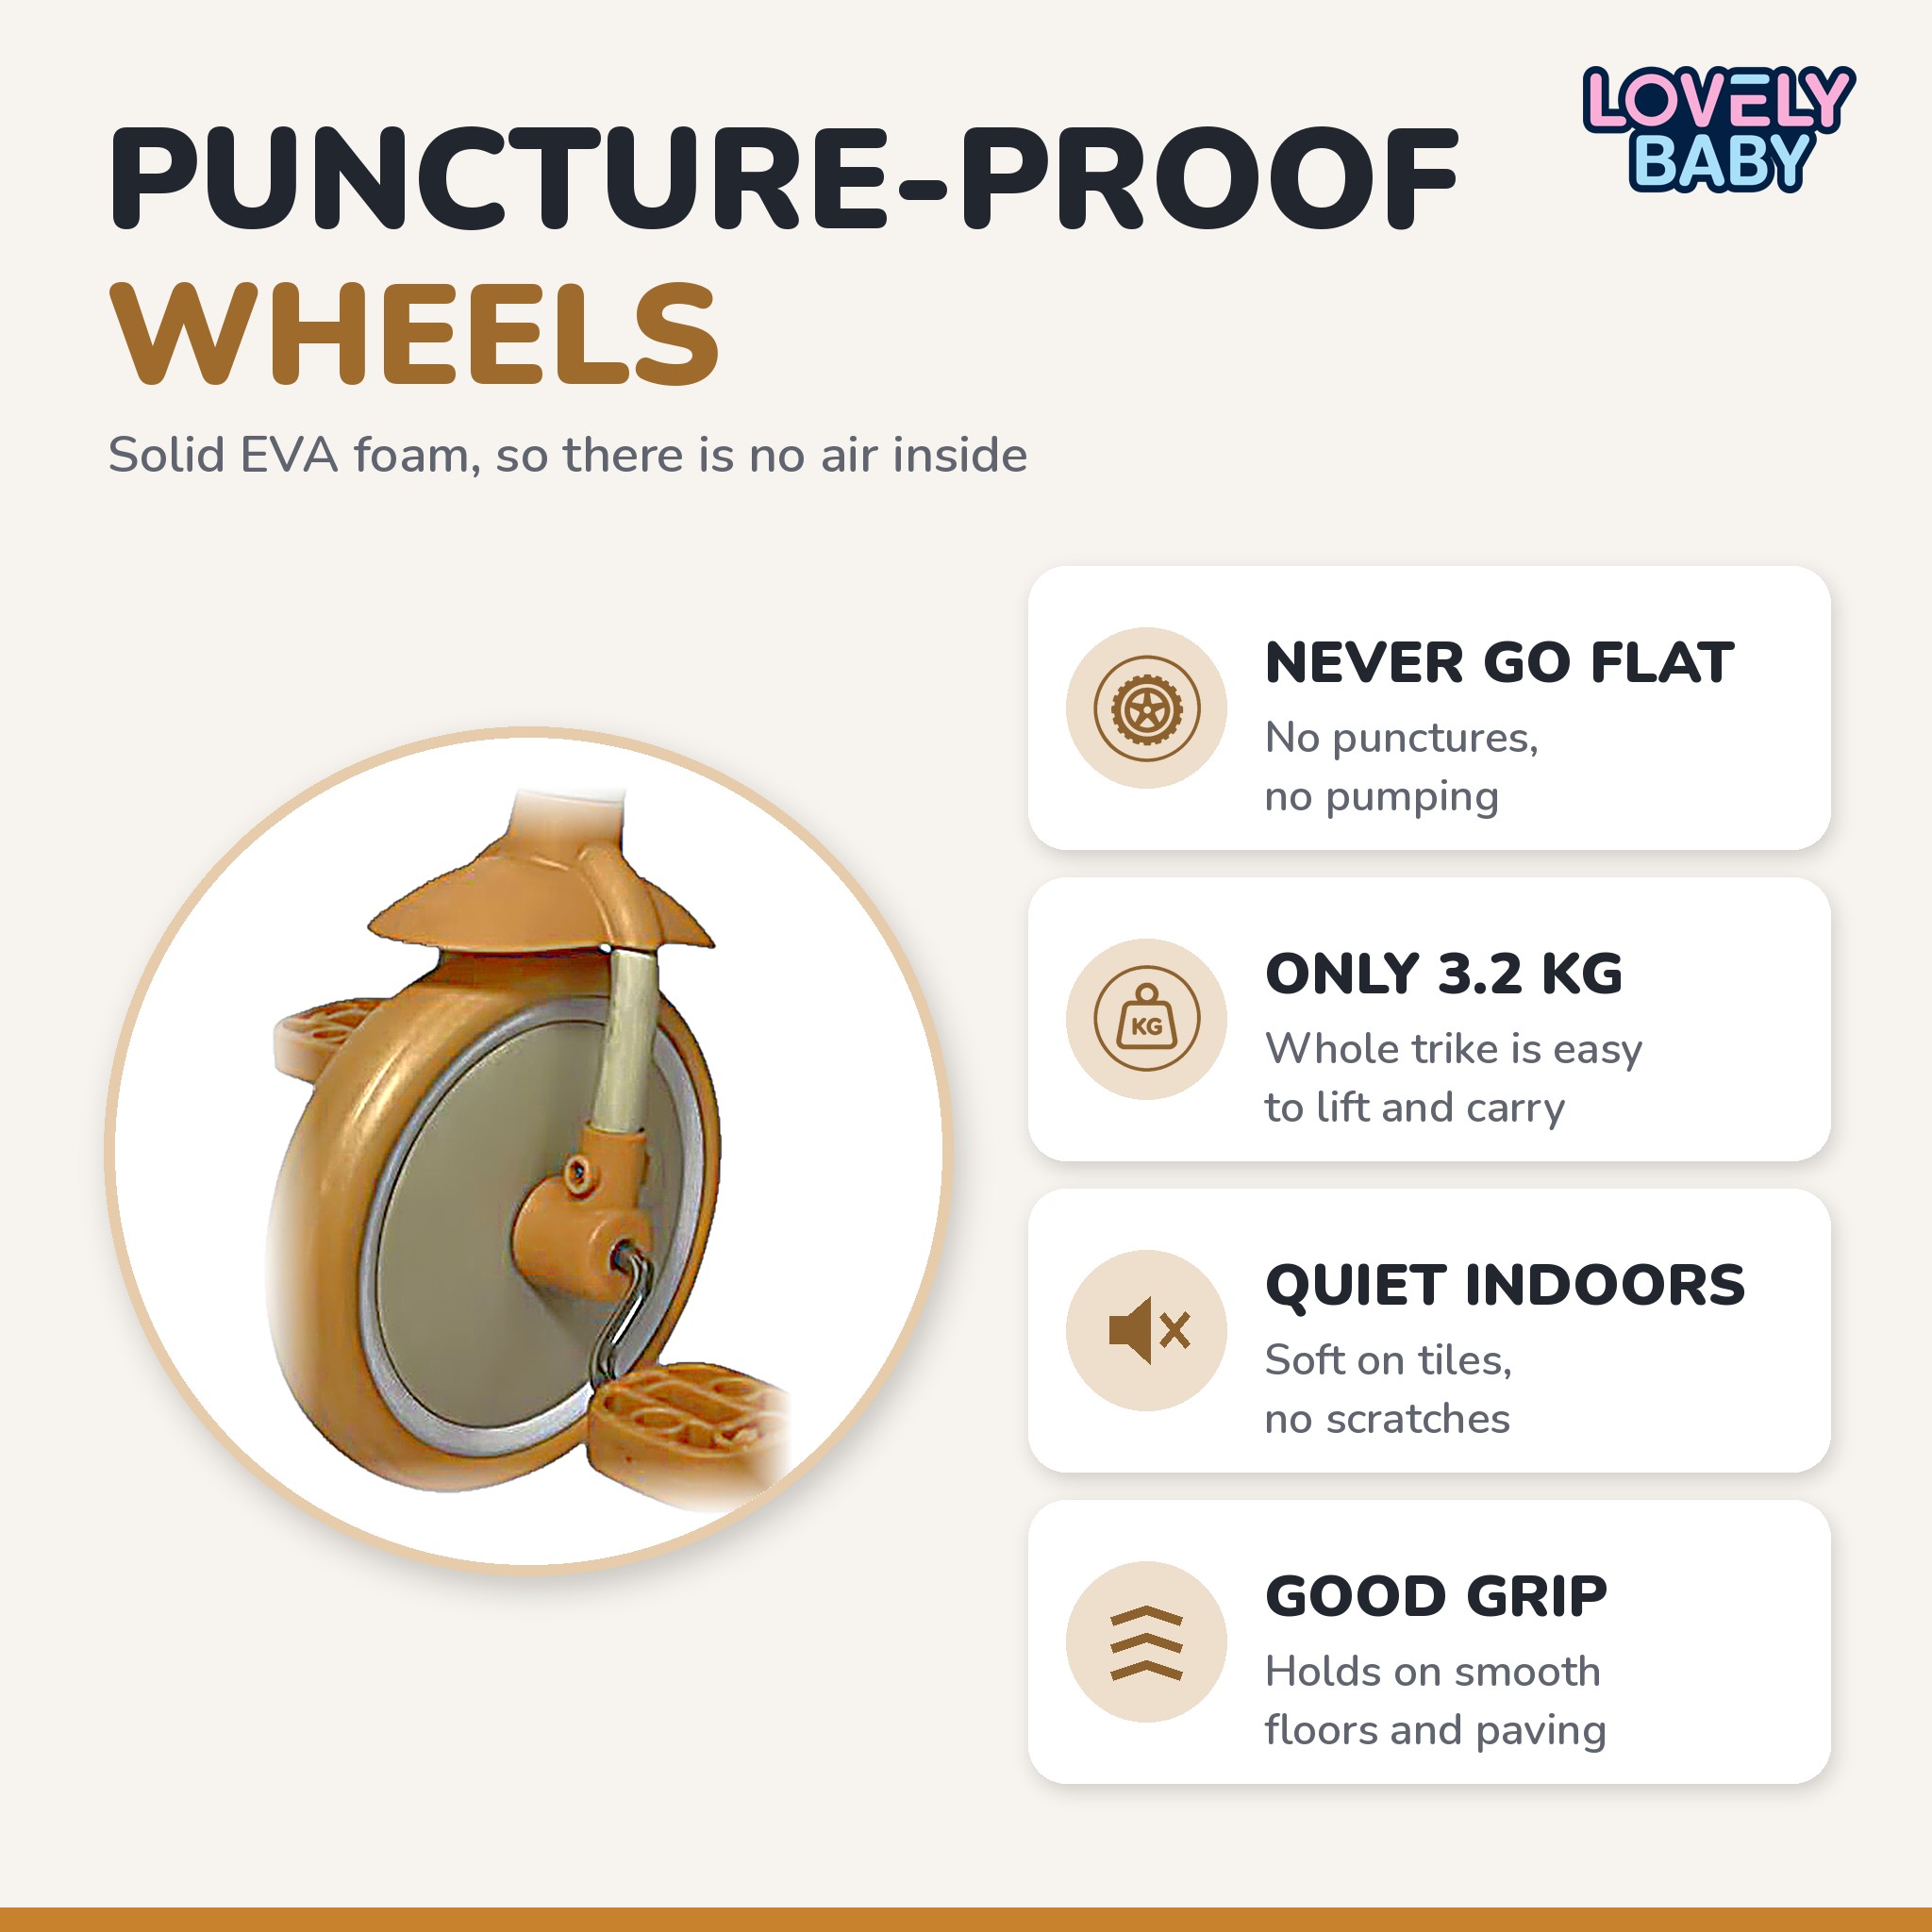 LOVELY
BABY
PUNCTURE-PROOF
WHEELS
Solid EVA foam, so there is no air inside
NEVER GO FLAT
No punctures,
no pumping
KG
ONLY 3.2 KG
Whole trike is easy
to lift and carry
QUIET INDOORS
Soft on tiles,
no scratches
GOOD GRIP
Holds on smooth
floors and paving